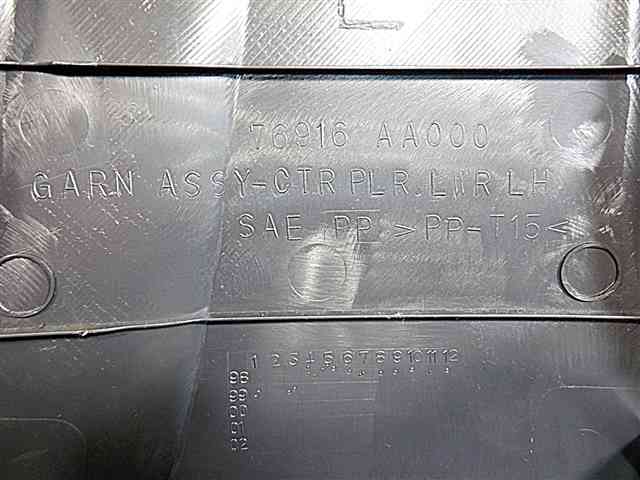 L
76916 AA000
GARN ASSY-CTR PLR.LWR LH
SAE PP >PP-T15<
1 2 3 4 5 6 7 8 9 10 11 12
98
99
00
01
02